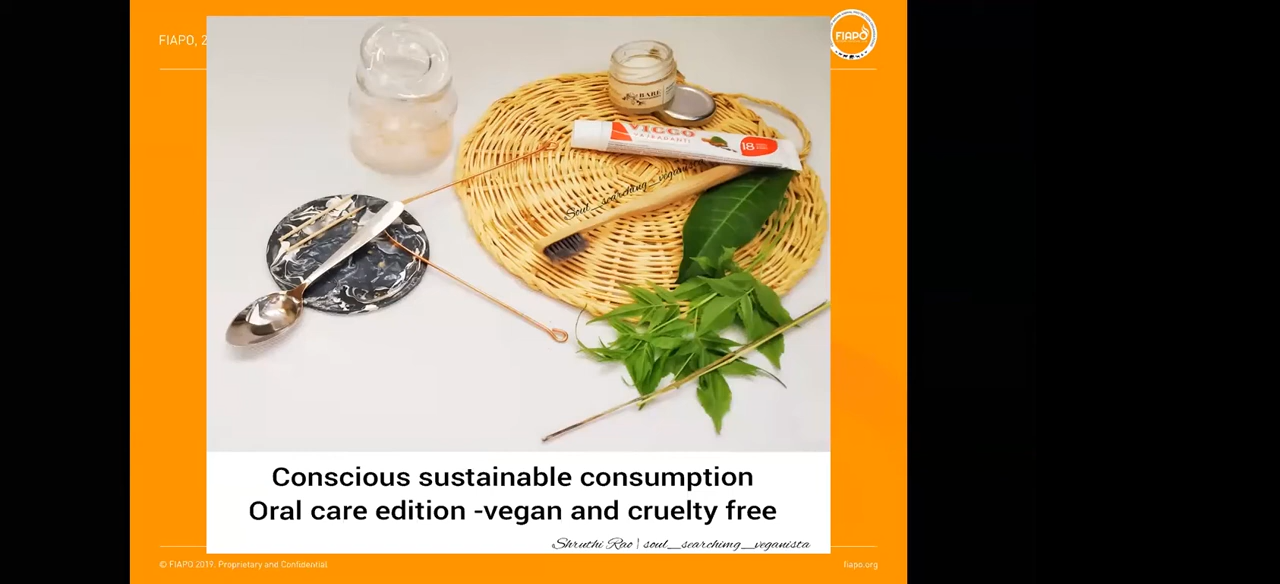 FIAPO, 2
FIAPO
BARE
VICCO
VAJRADANTI
18
Soul_searching_veganista
Conscious sustainable consumption
Oral care edition -vegan and cruelty free
Shruthi Rao | soul_searchimg_veganista
© FIAPO 2019. Proprietary and Confidential
fiapo.org